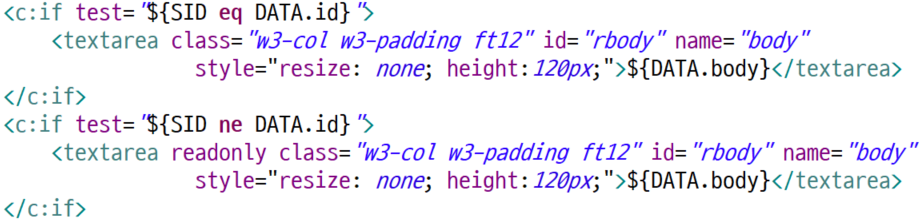 <c:if test="${SID eq DATA.id}">
    <textarea class="w3-col w3-padding ft12" id="rbody" name="body"
              style="resize: none; height:120px;">${DATA.body}</textarea>
</c:if>
<c:if test="${SID ne DATA.id}">
    <textarea readonly class="w3-col w3-padding ft12" id="rbody" name="body"
              style="resize: none; height:120px;">${DATA.body}</textarea>
</c:if>